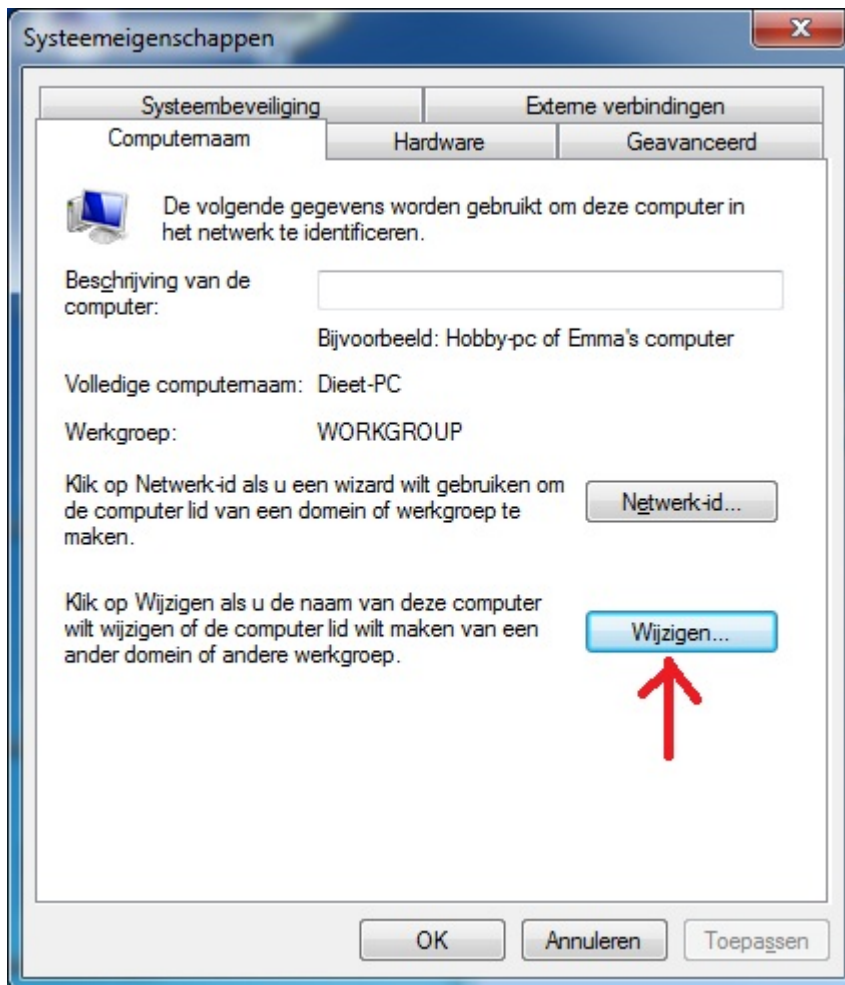 Systeemeigenschappen
Systeembeveiliging
Externe verbindingen
Computernaam
Hardware
Geavanceerd
De volgende gegevens worden gebruikt om deze computer in
het netwerk te identificeren.
Beschrijving van de
computer:
Bijvoorbeeld: Hobby-pc of Emma's computer
Volledige computernaam: Dieet-PC
Werkgroep: WORKGROUP
Klik op Netwerk-id als u een wizard wilt gebruiken om
de computer lid van een domein of werkgroep te
maken.
Netwerk-id...
Klik op Wijzigen als u de naam van deze computer
wilt wijzigen of de computer lid wilt maken van een
ander domein of andere werkgroep.
Wijzigen...
OK
Annuleren
Toepassen